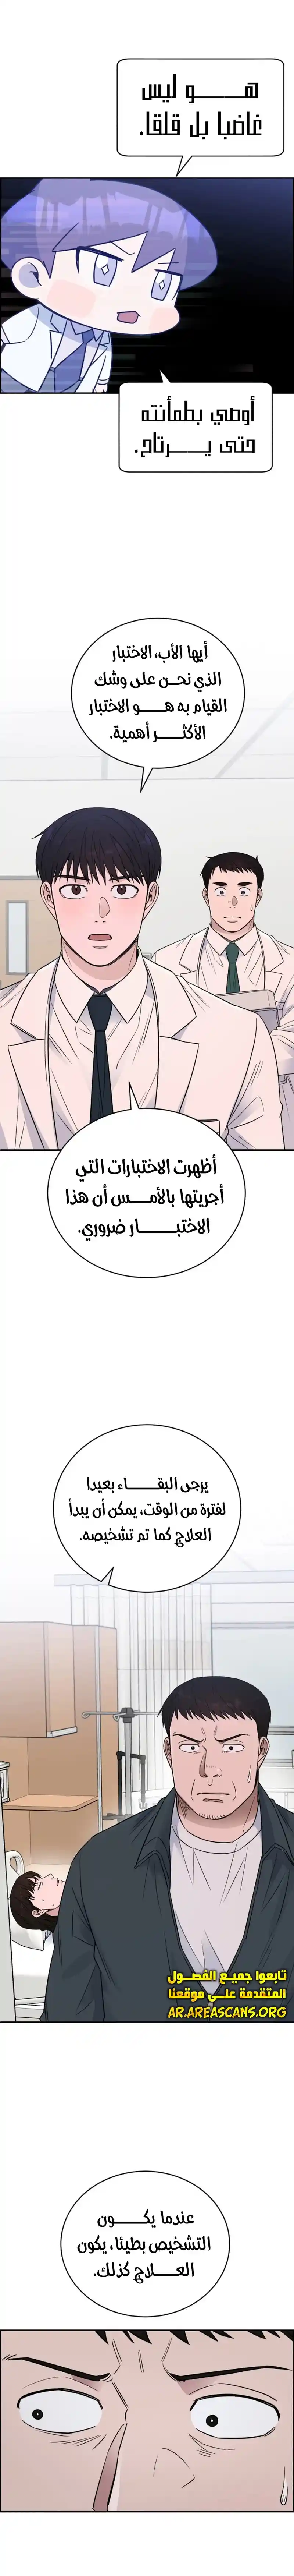 هو ليس
غاضبا بل قلقا.
أوصي بطمأنته
حتى يرتاح.
أيها الأب، الاختبار
الذي نحن على وشك
القيام به هو الاختبار
الأكثر أهمية.
أظهرت الاختبارات التي
أجريتها بالأمس أن هذا
الاختبار ضروري.
يرجى البقاء بعيدا
لفترة من الوقت، يمكن أن يبدأ
العلاج كما تم تشخيصه.
تابعوا جميع الفصول
المتقدمة على موقعنا
AR.AREASCANS.ORG
عندما يكون
التشخيص بطيئا، يكون
العلاج كذلك.